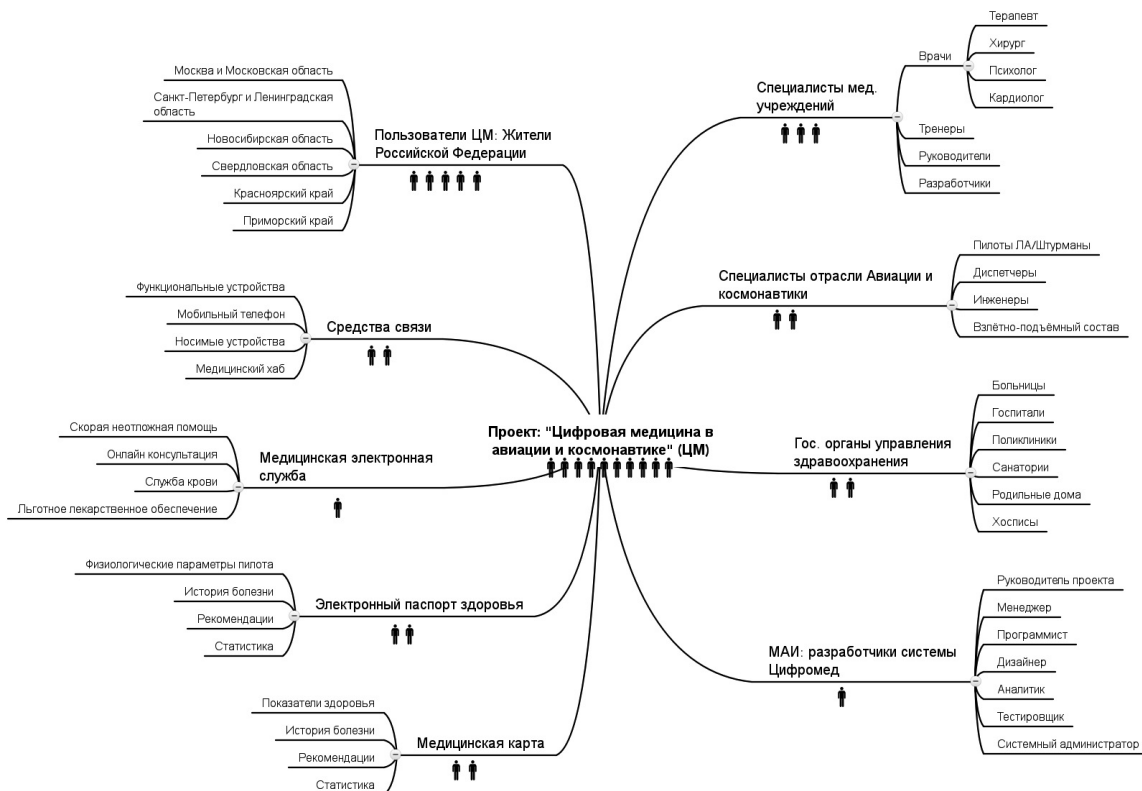 Проект: "Цифровая медицина в
авиации и космонавтике" (ЦМ)
Пользователи ЦМ: Жители
Российской Федерации
Москва и Московская область
Санкт-Петербург и Ленинградская
область
Новосибирская область
Свердловская область
Красноярский край
Приморский край
Средства связи
Функциональные устройства
Мобильный телефон
Носимые устройства
Медицинский хаб
Медицинская электронная
служба
Скорая неотложная помощь
Онлайн консультация
Служба крови
Льготное лекарственное обеспечение
Электронный паспорт здоровья
Физиологические параметры пилота
История болезни
Рекомендации
Статистика
Медицинская карта
Показатели здоровья
История болезни
Рекомендации
Статистика
Специалисты мед.
учреждений
Врачи
Терапевт
Хирург
Психолог
Кардиолог
Тренеры
Руководители
Разработчики
Специалисты отрасли Авиации и
космонавтики
Пилоты ЛА/Штурманы
Диспетчеры
Инженеры
Взлётно-подъёмный состав
Гос. органы управления
здравоохранения
Больницы
Госпитали
Поликлиники
Санатории
Родильные дома
Хосписы
МАИ: разработчики системы
Цифромед
Руководитель проекта
Менеджер
Программист
Дизайнер
Аналитик
Тестировщик
Системный администратор